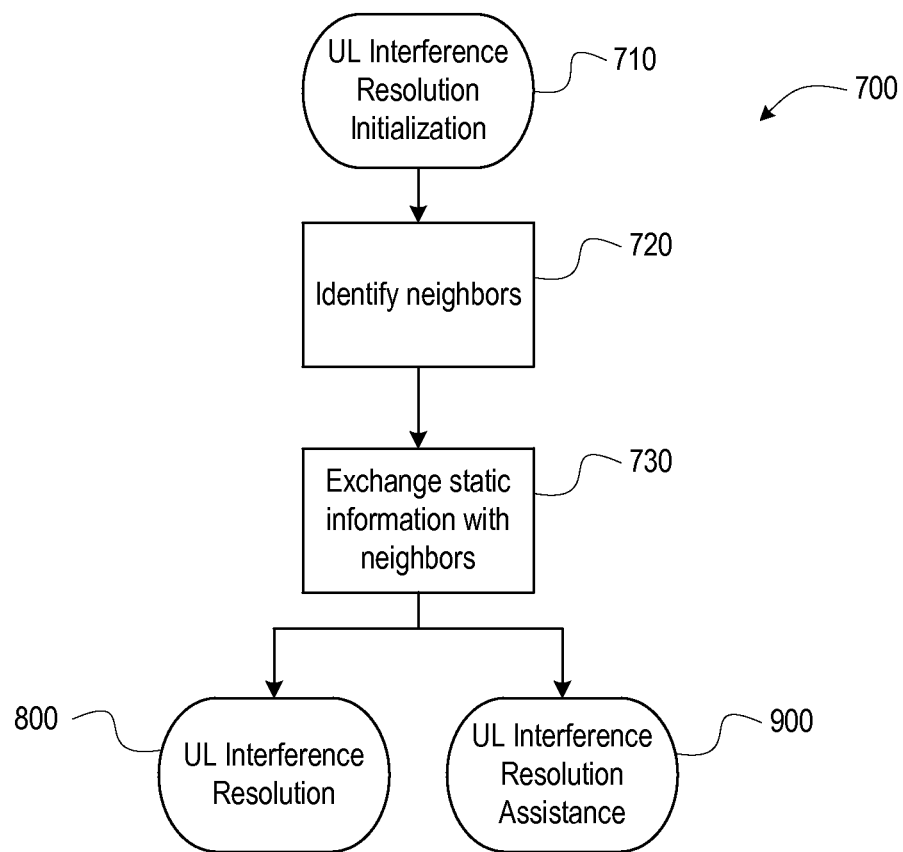 UL Interference
Resolution
Initialization
710
700
720
Identify neighbors
730
Exchange static
information with
neighbors
800
UL Interference
Resolution
900
UL Interference
Resolution
Assistance